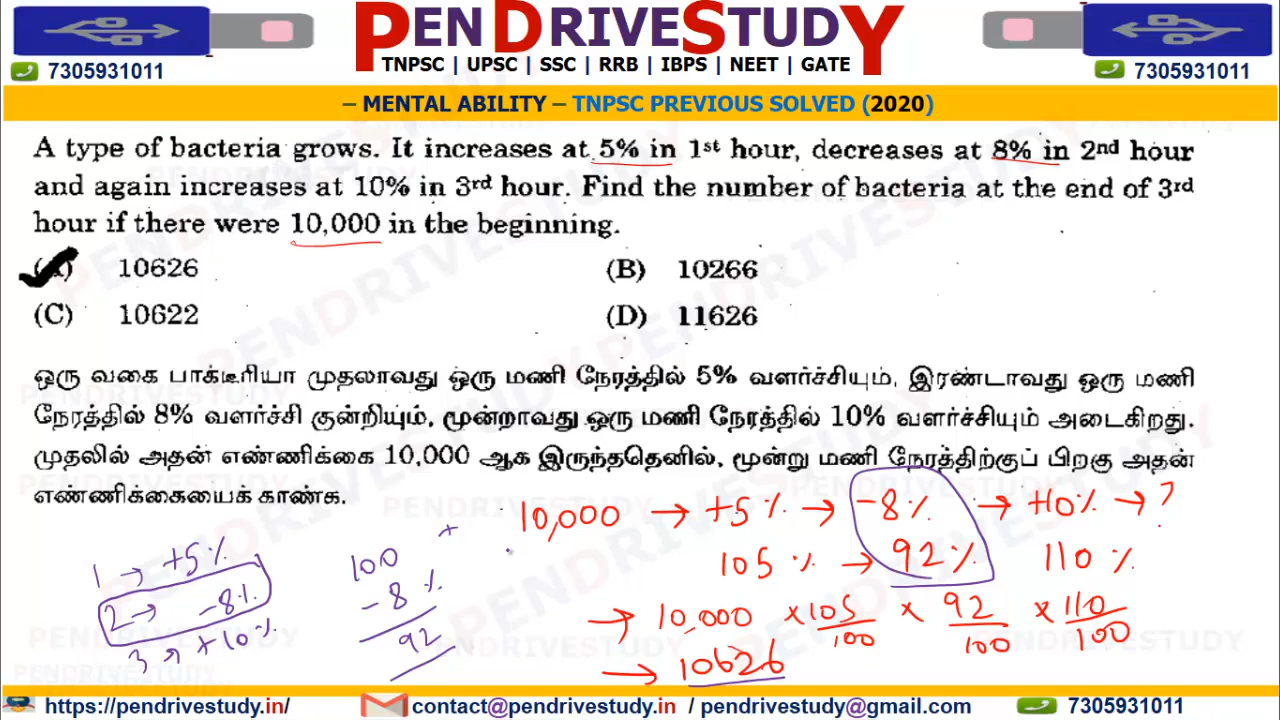 PENDRIVESTUDY
TNPSC | UPSC | SSC | RRB | IBPS | NEET | GATE
7305931011
7305931011
– MENTAL ABILITY – TNPSC PREVIOUS SOLVED (2020)
A type of bacteria grows. It increases at 5% in 1st hour, decreases at 8% in 2nd hour
and again increases at 10% in 3rd hour. Find the number of bacteria at the end of 3rd
hour if there were 10,000 in the beginning.
(A) 10626
(B) 10266
(C) 10622
(D) 11626
ஒரு வகை பாக்டீரியா முதலாவது ஒரு மணி நேரத்தில் 5% வளர்ச்சியும், இரண்டாவது ஒரு மணி
நேரத்தில் 8% வளர்ச்சி குன்றியும், மூன்றாவது ஒரு மணி நேரத்தில் 10% வளர்ச்சியும் அடைகிறது.
முதலில் அதன் எண்ணிக்கை 10,000 ஆக இருந்ததெனில், மூன்று மணி நேரத்திற்குப் பிறகு அதன்
எண்ணிக்கையைக் காண்க.
10,000 → +5% → -8% → +10% → ?
105 % → 92 % 110 %
→ 10,000 × 105/100 × 92/100 × 110/100
→ 10626
1 → +5%
2 → -8%
3 → +10%
+
100
- 8 %
92
https://pendrivestudy.in/
contact@pendrivestudy.in / pendrivestudy@gmail.com
7305931011